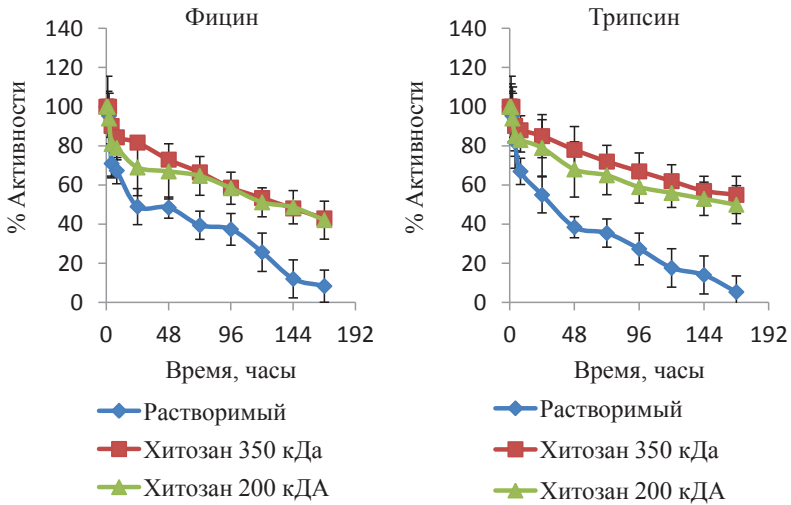 Фицин
140
120
100
80
60
40
20
0
% Активности
0 48 96 144 192
Время, часы
Растворимый
Хитозан 350 кДа
Хитозан 200 кДА
Трипсин
140
120
100
80
60
40
20
0
% Активности
0 48 96 144 192
Время, часы
Растворимый
Хитозан 350 кДа
Хитозан 200 кДА